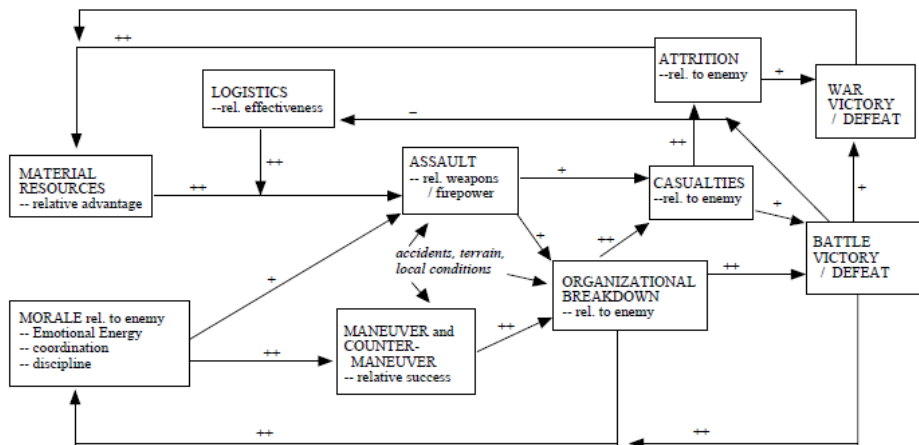 ++
ATTRITION
--rel. to enemy
+
WAR
VICTORY
/ DEFEAT
LOGISTICS
--rel. effectiveness
–
++
++
MATERIAL
RESOURCES
-- relative advantage
++
ASSAULT
-- rel. weapons
/ firepower
+
CASUALTIES
--rel. to enemy
+
+
BATTLE
VICTORY
/ DEFEAT
+
++
accidents, terrain,
local conditions
ORGANIZATIONAL
BREAKDOWN
-- rel. to enemy
++
+
MORALE rel. to enemy
-- Emotional Energy
-- coordination
-- discipline
++
MANEUVER and
COUNTER-
MANEUVER
-- relative success
++
++
++